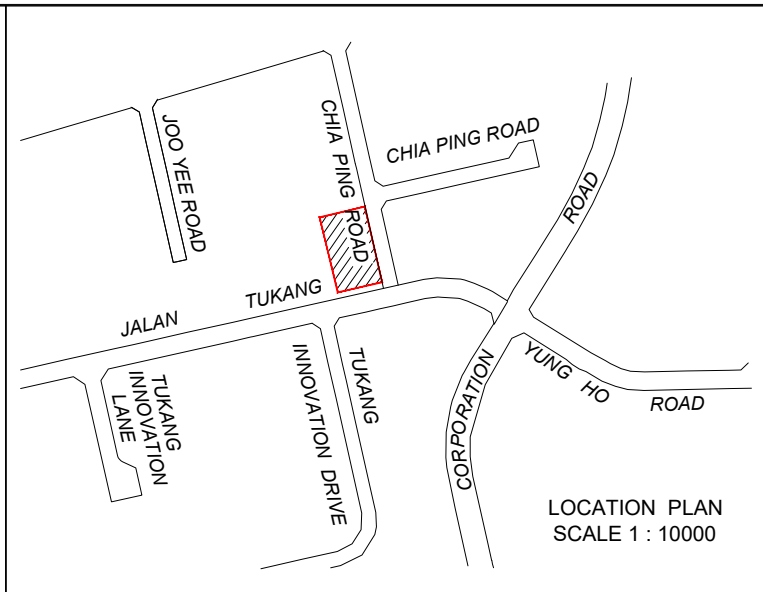 CHIA PING ROAD
JOO YEE ROAD
CHIA PING ROAD
ROAD
JALAN TUKANG
TUKANG
INNOVATION
LANE
TUKANG
INNOVATION DRIVE
CORPORATION
YUNG HO
ROAD
LOCATION PLAN
SCALE 1 : 10000